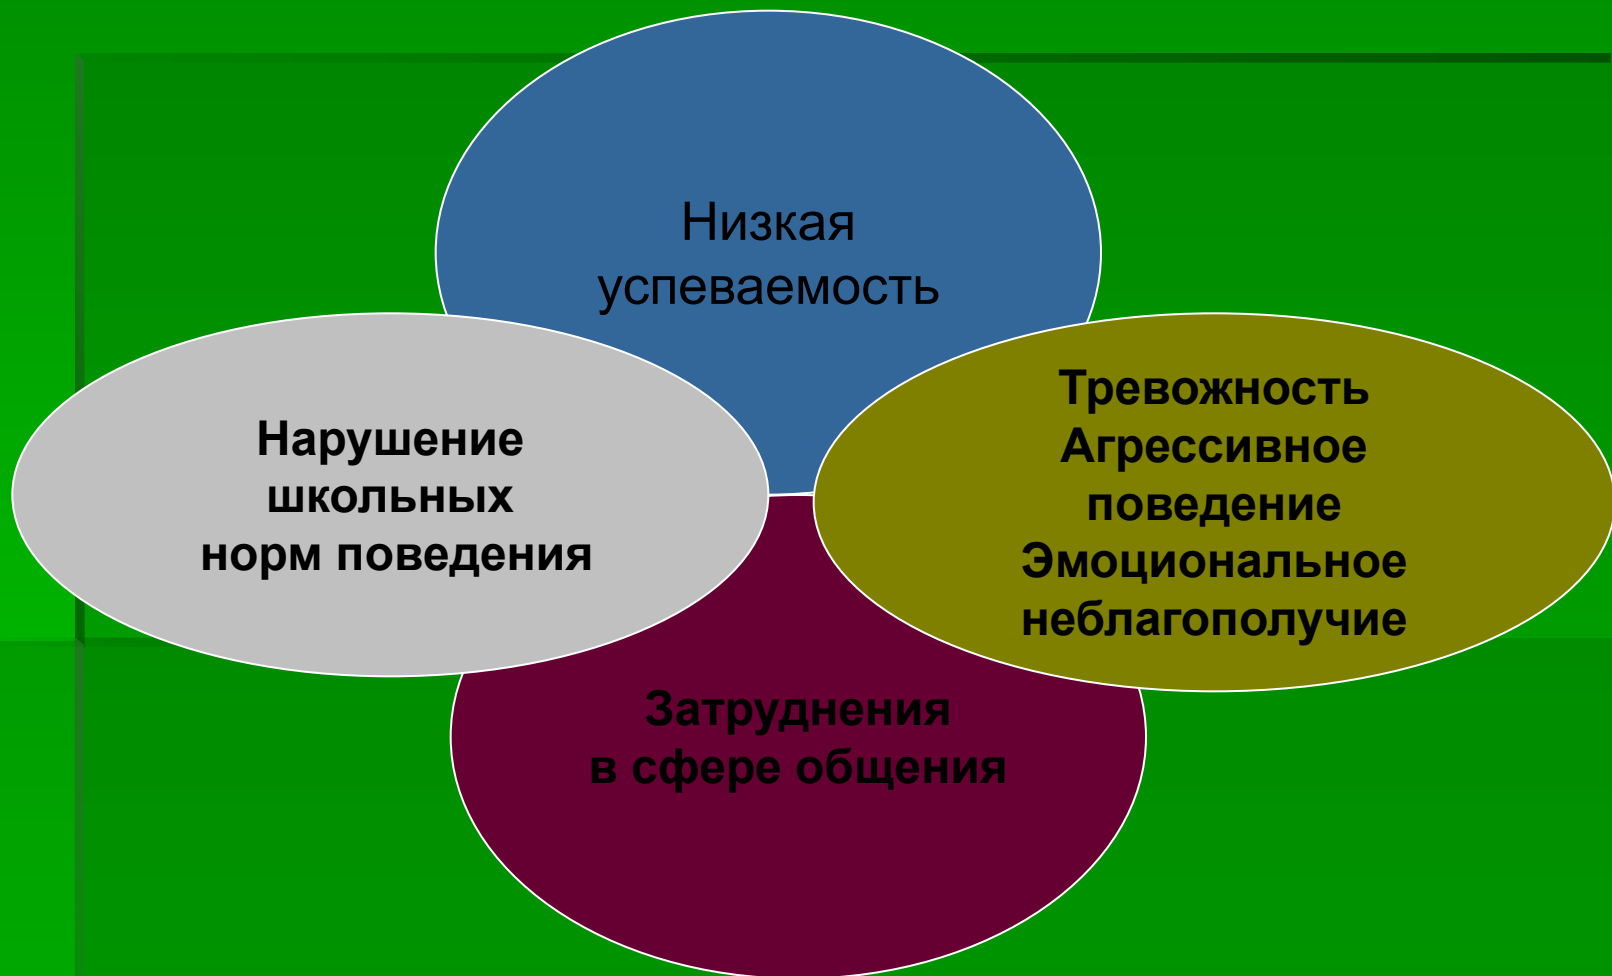 Низкая
успеваемость
Нарушение
школьных
норм поведения
Тревожность
Агрессивное
поведение
Эмоциональное
неблагополучие
Затруднения
в сфере общения